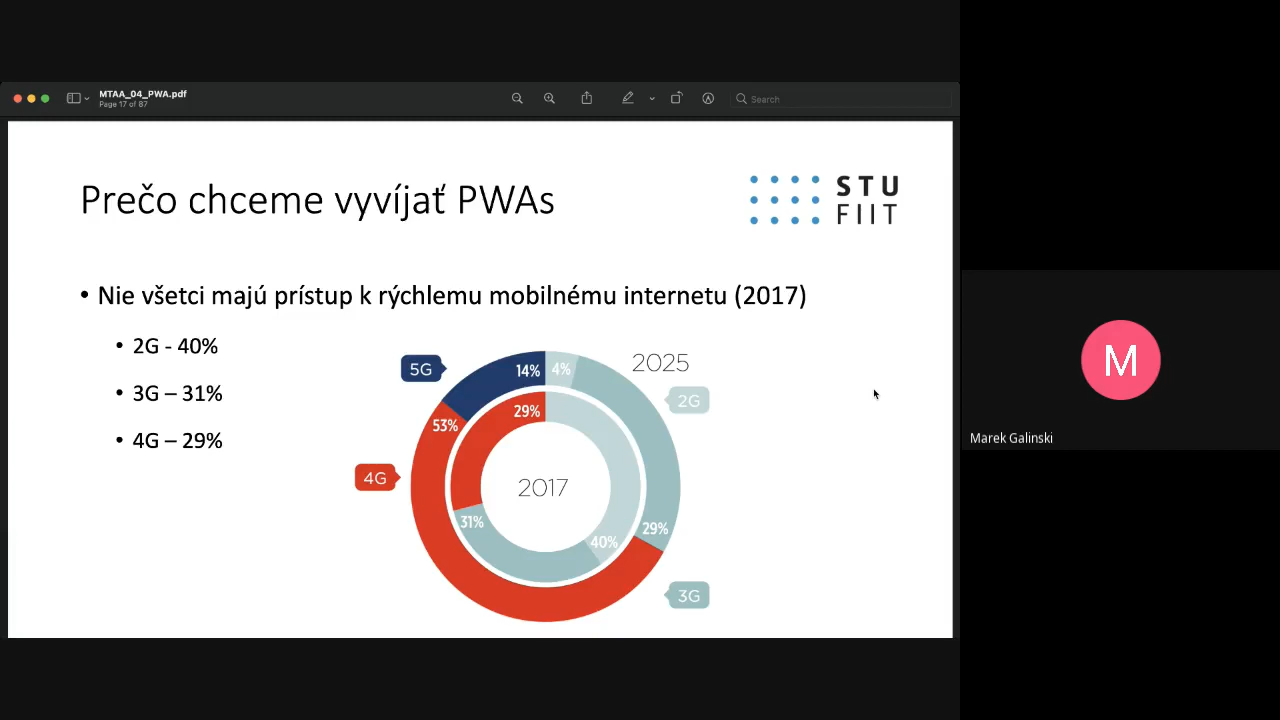 MTAA_04_PWA.pdf
Page 17 of 87
Search
Prečo chceme vyvíjať PWAs
STU
FIIT
• Nie všetci majú prístup k rýchlemu mobilnému internetu (2017)
• 2G - 40%
• 3G – 31%
• 4G – 29%
5G
14%
4%
2025
2G
29%
53%
4G
2017
31%
40%
29%
3G
M
Marek Galinski